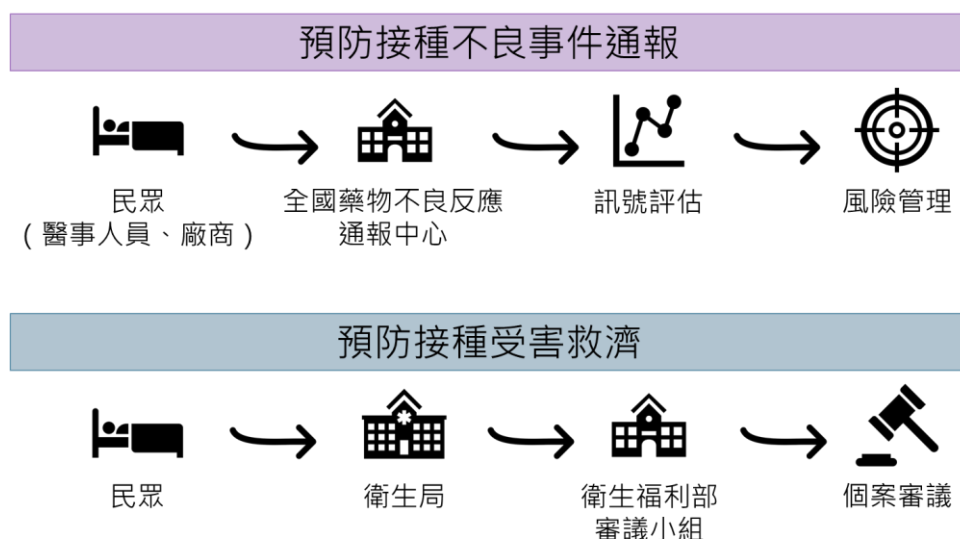 預防接種不良事件通報
民眾
(醫事人員、廠商)
全國藥物不良反應
通報中心
訊號評估
風險管理
預防接種受害救濟
民眾
衛生局
衛生福利部
審議小組
個案審議